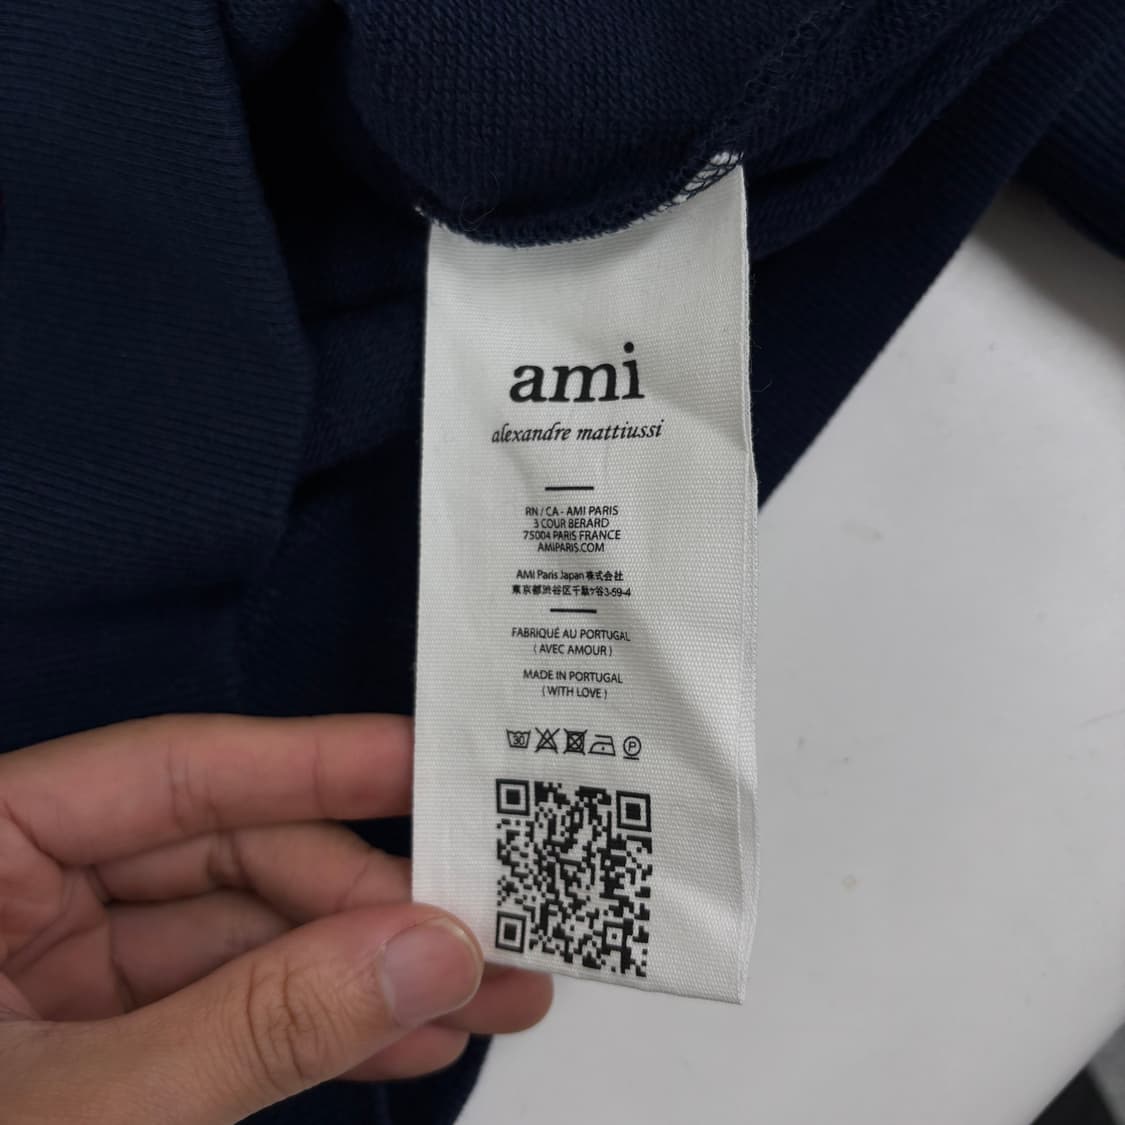 ami
alexandre mattiussi
RN / CA - AMI PARIS
3 COUR BERARD
75004 PARIS FRANCE
AMIPARIS.COM
AMI Paris Japan 株式会社
東京都渋谷区千駄ケ谷3-59-4
FABRIQUÉ AU PORTUGAL
( AVEC AMOUR )
MADE IN PORTUGAL
( WITH LOVE )
30 P